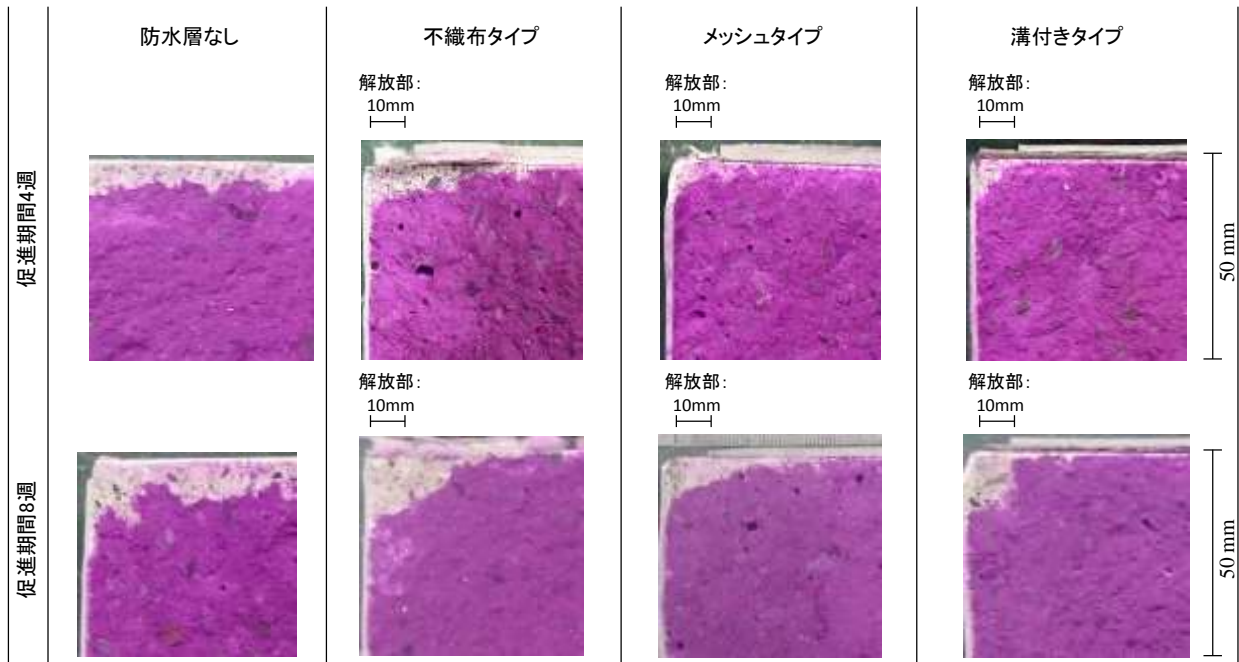 防水層なし
不織布タイプ
メッシュタイプ
溝付きタイプ
促進期間4週
解放部：
10mm
解放部：
10mm
解放部：
10mm
50 mm
促進期間8週
解放部：
10mm
解放部：
10mm
解放部：
10mm
50 mm